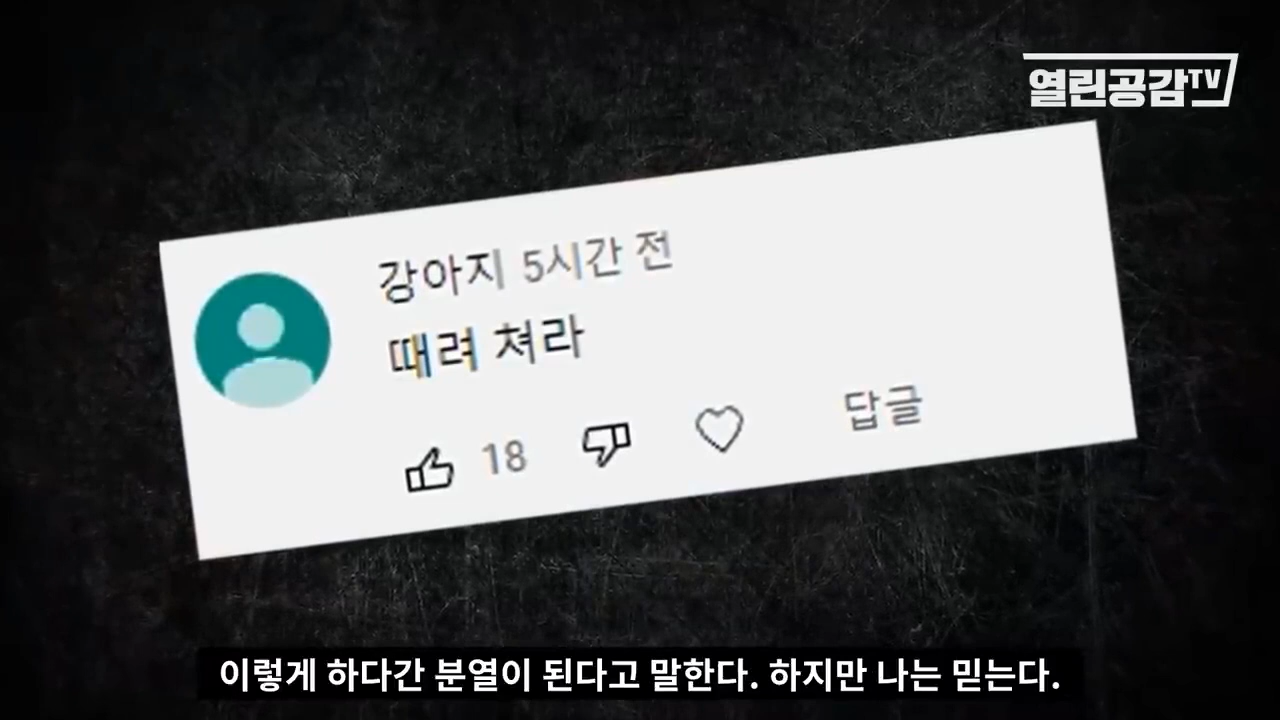 열린공감TV
강아지 5시간 전
때려 쳐라
18
답글
이렇게 하다간 분열이 된다고 말한다. 하지만 나는 믿는다.